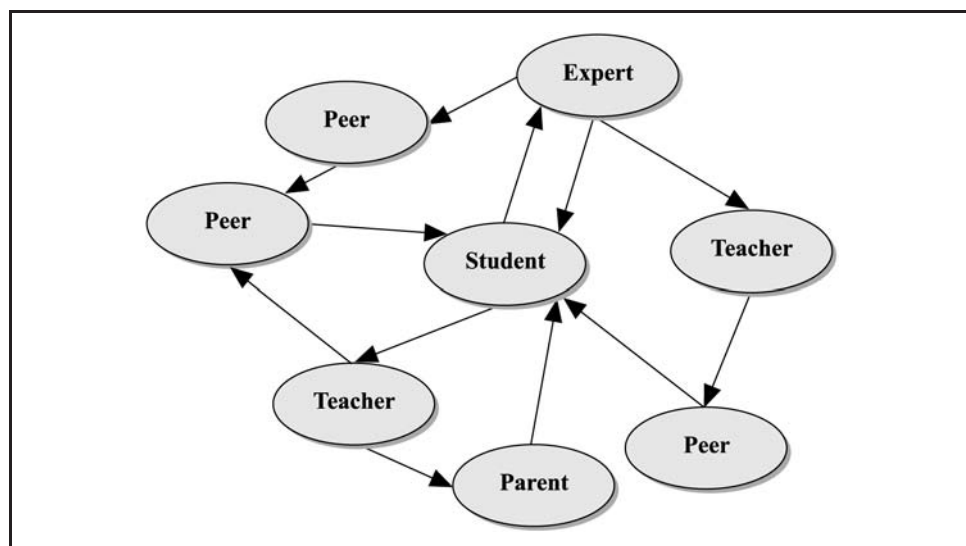 Expert
Peer
Peer
Teacher
Student
Teacher
Peer
Parent